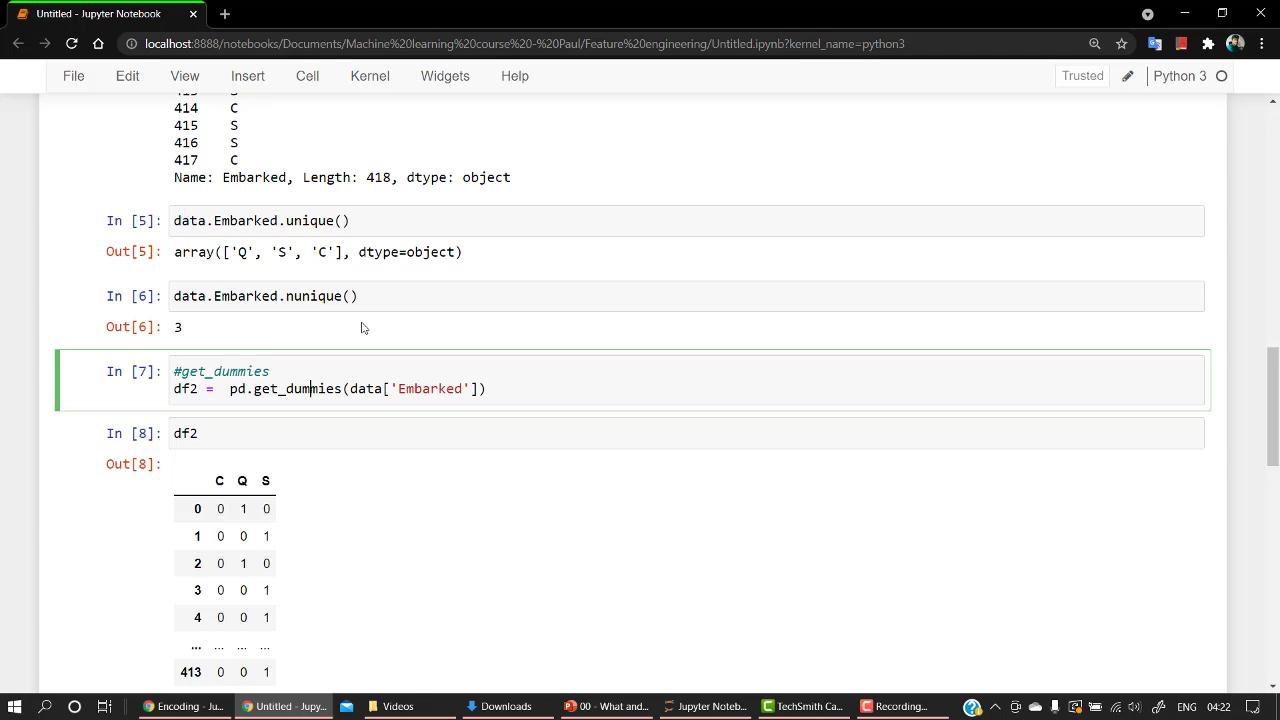 Untitled - Jupyter Notebook
localhost:8888/notebooks/Documents/Machine%20learning%20course%20-%20Paul/Feature%20engineering/Untitled.ipynb?kernel_name=python3
File Edit View Insert Cell Kernel Widgets Help Trusted Python 3
414 C
415 S
416 S
417 C
Name: Embarked, Length: 418, dtype: object
In [5]: data.Embarked.unique()
Out[5]: array(['Q', 'S', 'C'], dtype=object)
In [6]: data.Embarked.nunique()
Out[6]: 3
In [7]: #get_dummies
df2 =  pd.get_dummies(data['Embarked'])
In [8]: df2
Out[8]:
C Q S
0 0 1 0
1 0 0 1
2 0 1 0
3 0 0 1
4 0 0 1
... ... ... ...
413 0 0 1
Encoding - Ju... Untitled - Jupy... Videos Downloads 00 - What and... Jupyter Noteb... TechSmith Ca... Recording... ENG 04:22